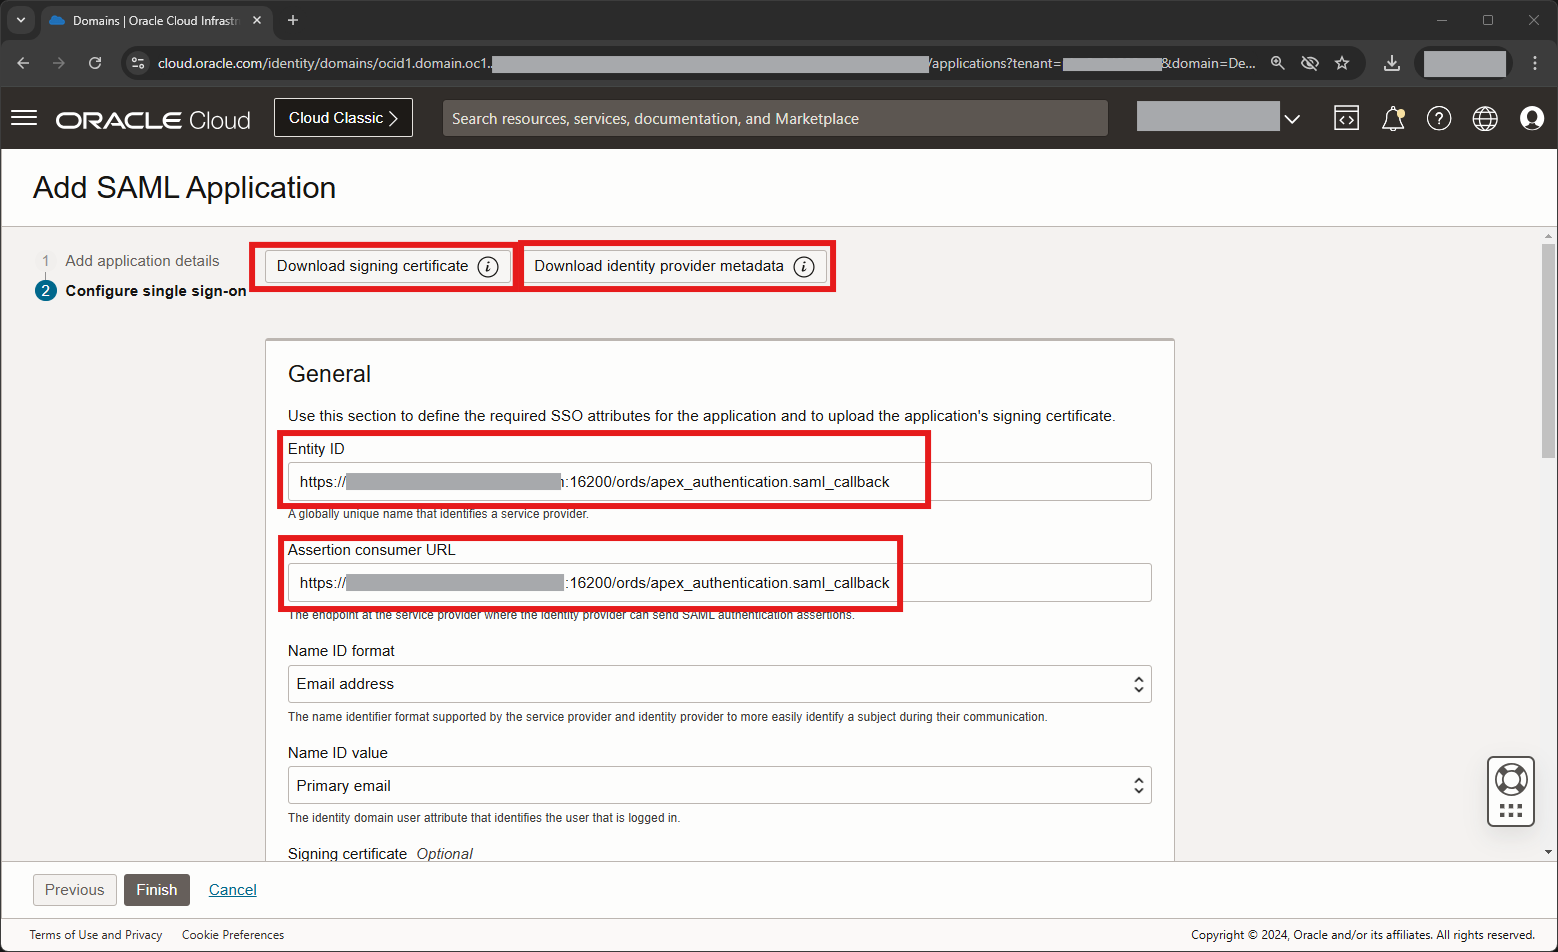 Domains | Oracle Cloud Infrastr
cloud.oracle.com/identity/domains/ocid1.domain.oc1.. /applications?tenant= &domain=De...
ORACLE Cloud
Cloud Classic
Search resources, services, documentation, and Marketplace
Add SAML Application
1 Add application details
2 Configure single sign-on
Download signing certificate
Download identity provider metadata
General
Use this section to define the required SSO attributes for the application and to upload the application's signing certificate.
Entity ID
https:// :16200/ords/apex_authentication.saml_callback
A globally unique name that identifies a service provider.
Assertion consumer URL
https:// :16200/ords/apex_authentication.saml_callback
The endpoint at the service provider where the identity provider can send SAML authentication assertions.
Name ID format
Email address
The name identifier format supported by the service provider and identity provider to more easily identify a subject during their communication.
Name ID value
Primary email
The identity domain user attribute that identifies the user that is logged in.
Signing certificate Optional
Previous
Finish
Cancel
Terms of Use and Privacy
Cookie Preferences
Copyright © 2024, Oracle and/or its affiliates. All rights reserved.